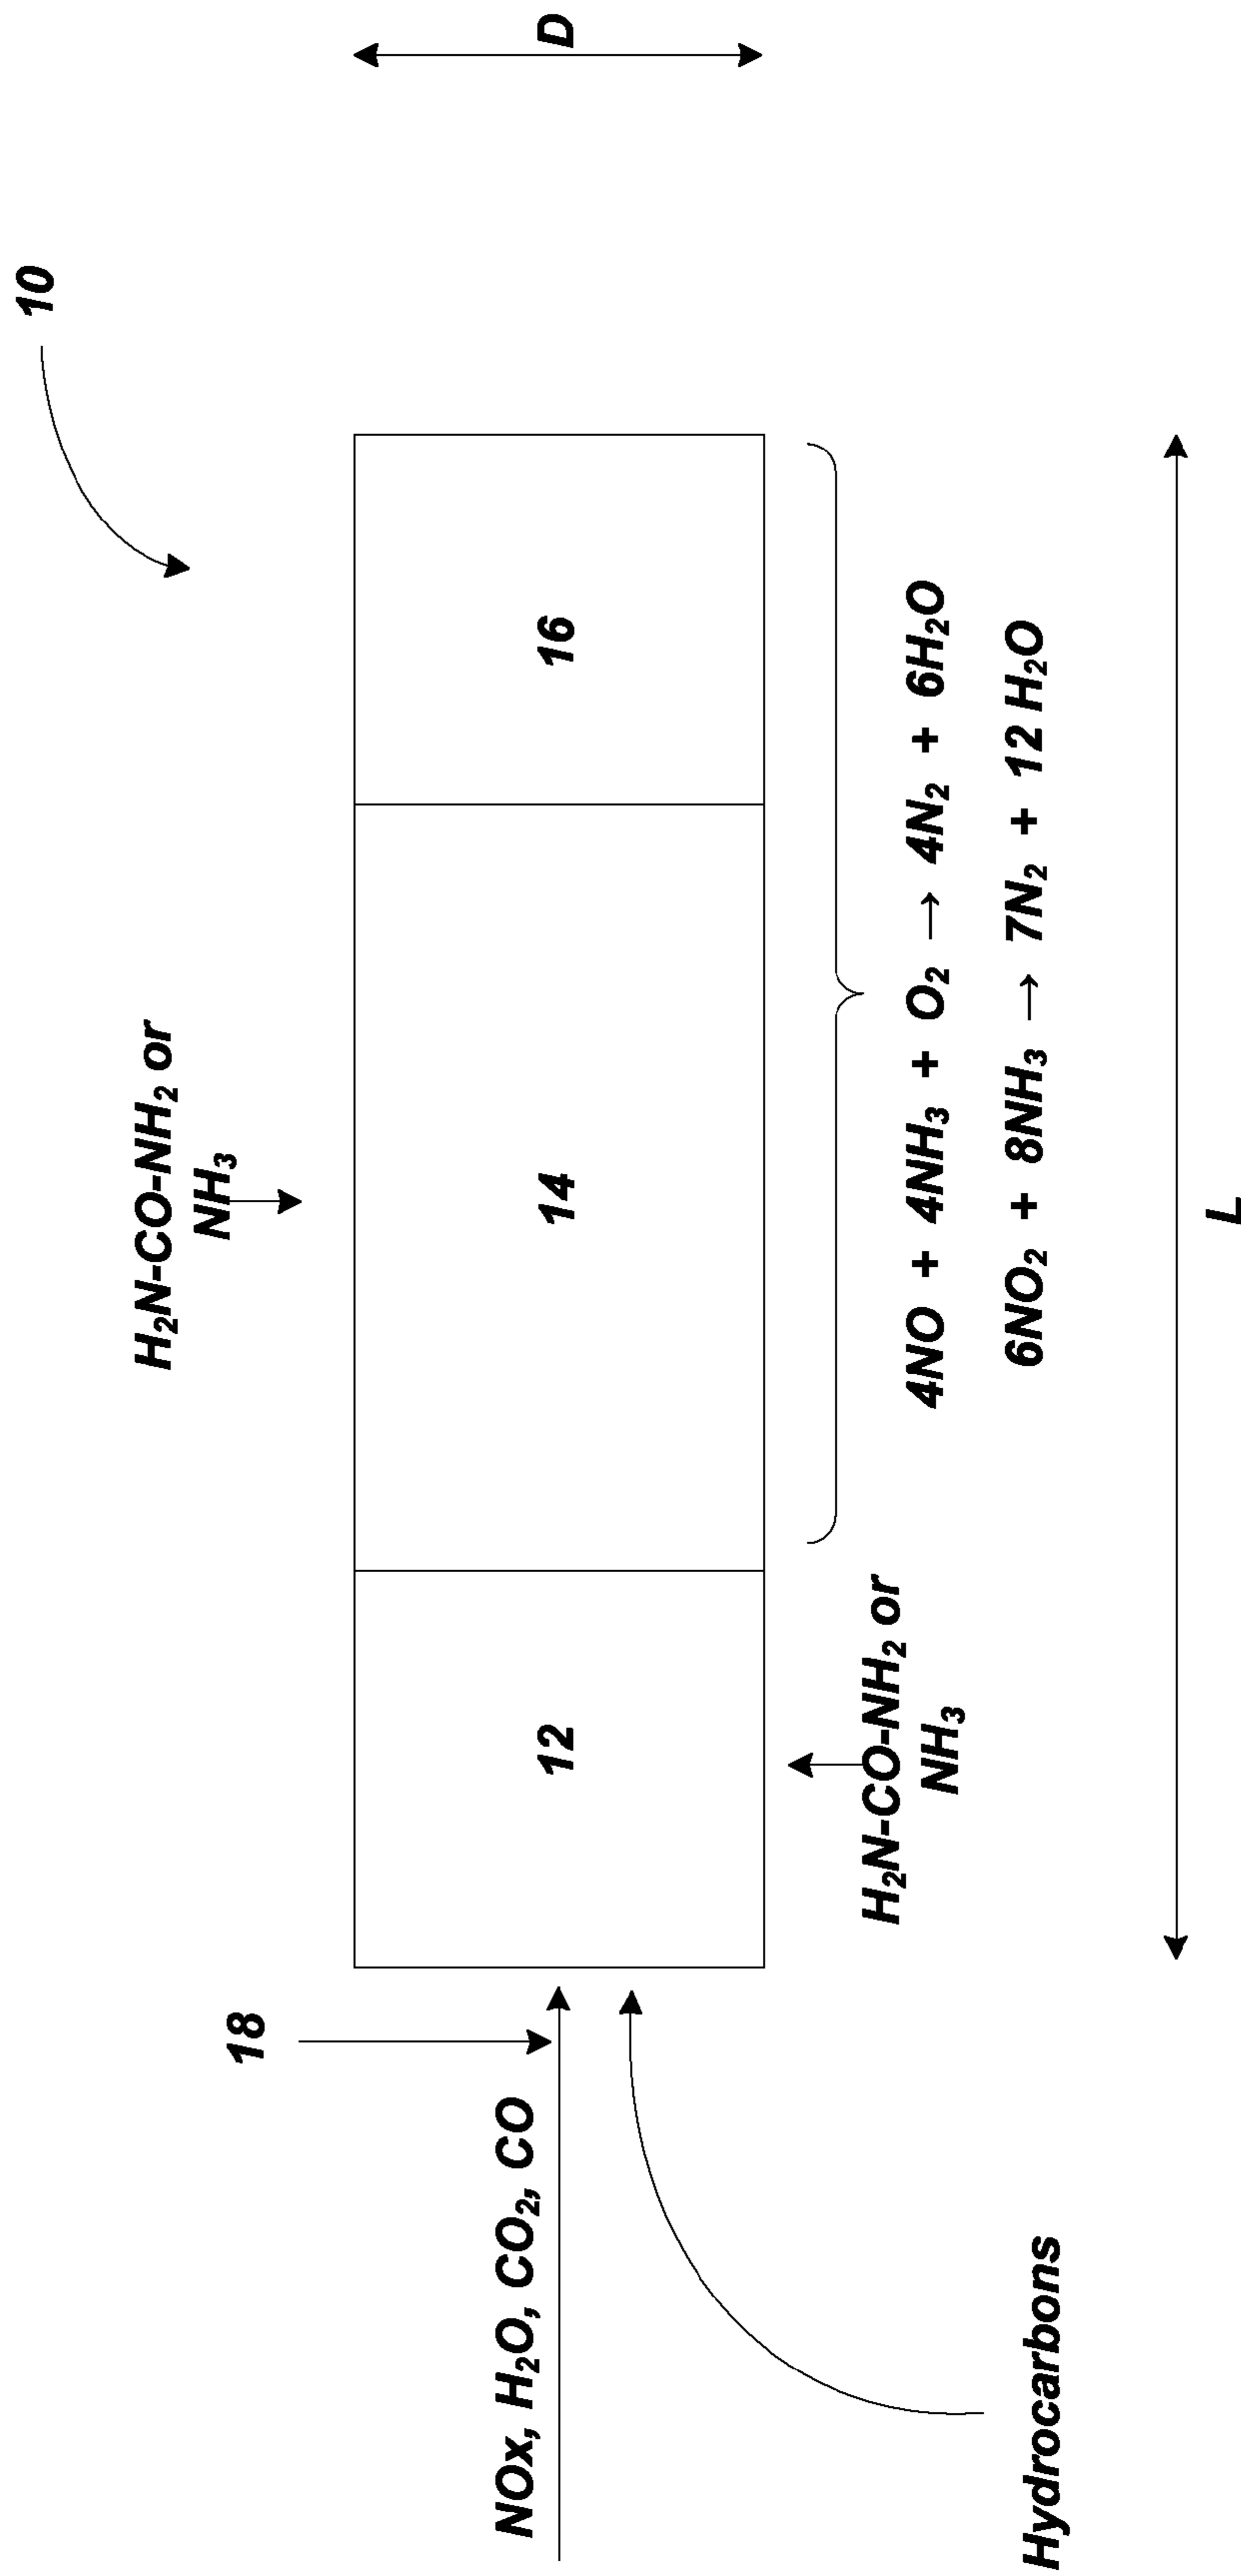 10
H₂N-CO-NH₂ or
NH₃
18
NOx, H₂O, CO₂, CO
12
14
16
D
H₂N-CO-NH₂ or
NH₃
4NO + 4NH₃ + O₂ → 4N₂ + 6H₂O
6NO₂ + 8NH₃ → 7N₂ + 12 H₂O
Hydrocarbons
L